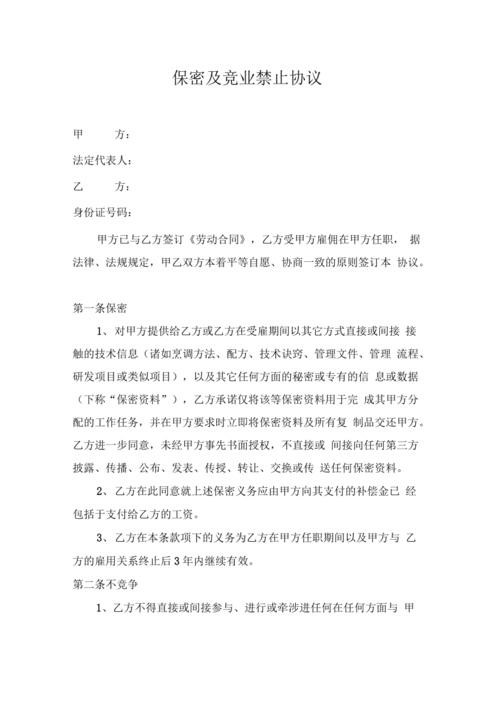 保密及竞业禁止协议
甲 方：
法定代表人：
乙 方：
身份证号码：
甲方已与乙方签订《劳动合同》，乙方受甲方雇佣在甲方任职， 据
法律、法规规定，甲乙双方本着平等自愿、协商一致的原则签订本 协议。
第一条保密
1、 对甲方提供给乙方或乙方在受雇期间以其它方式直接或间接 接
触的技术信息（诸如烹调方法、配方、技术诀窍、管理文件、管理 流程、
研发项目或类似项目），以及其它任何方面的秘密或专有的信 息或数据
（下称“保密资料”），乙方承诺仅将该等保密资料用于完 成其甲方分
配的工作任务，并在甲方要求时立即将保密资料及所有复 制品交还甲方。
乙方进一步同意，未经甲方事先书面授权，不直接或 间接向任何第三方
披露、传播、公布、发表、传授、转让、交换或传 送任何保密资料。
2、 乙方在此同意就上述保密义务应由甲方向其支付的补偿金已 经
包括于支付给乙方的工资。
3、 乙方在本条款项下的义务为乙方在甲方任职期间以及甲方与 乙
方的雇用关系终止后 3 年内继续有效。
第二条不竞争
1、乙方不得直接或间接参与、进行或牵涉进任何在任何方面与 甲